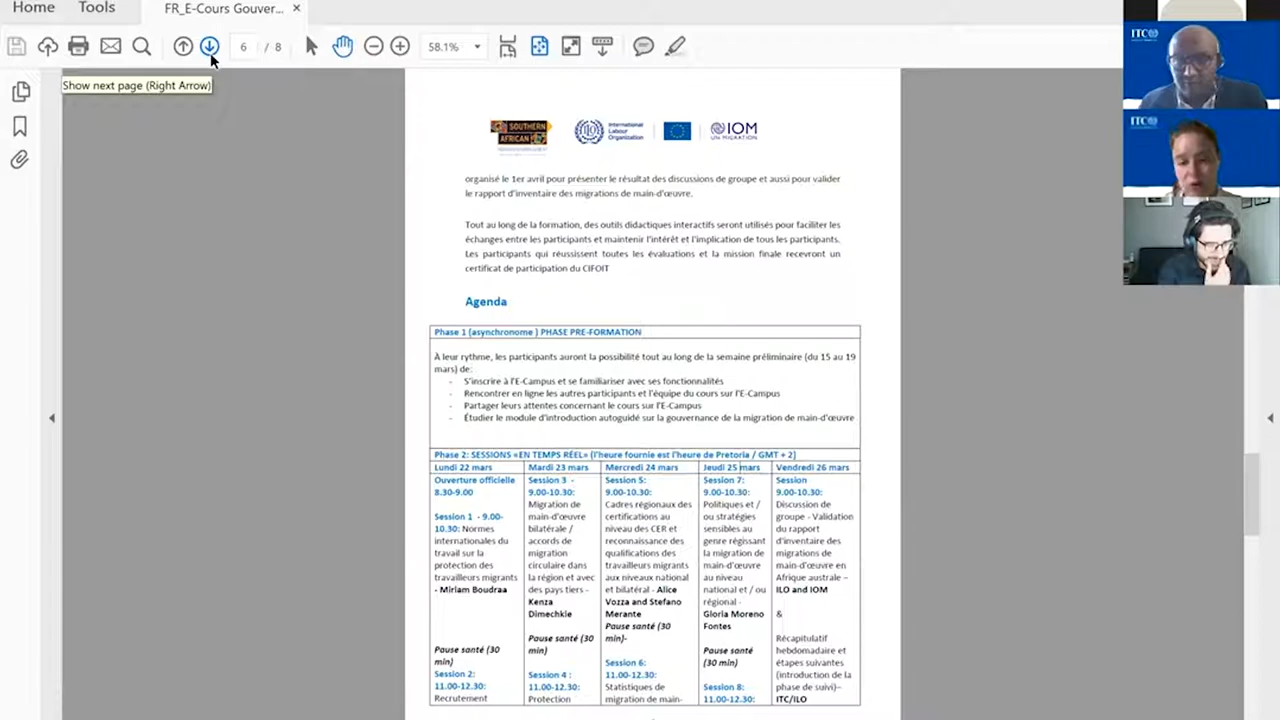 Home Tools FR_E-Cours Gouver... ×
6 / 8 58.1%
Show next page (Right Arrow)
ITC
ITC
SOUTHERN
AFRICAN
International
Labour
Organization
IOM
UN MIGRATION
organisé le 1er avril pour présenter le résultat des discussions de groupe et aussi pour valider
le rapport d'inventaire des migrations de main-d'œuvre.
Tout au long de la formation, des outils didactiques interactifs seront utilisés pour faciliter les
échanges entre les participants et maintenir l'intérêt et l'implication de tous les participants.
Les participants qui réussissent toutes les évaluations et la mission finale recevront un
certificat de participation du CIFOIT
Agenda
Phase 1 (asynchronome ) PHASE PRE-FORMATION
À leur rythme, les participants auront la possibilité tout au long de la semaine préliminaire (du 15 au 19
mars) de:
- S'inscrire à l'E-Campus et se familiariser avec ses fonctionnalités
- Rencontrer en ligne les autres participants et l'équipe du cours sur l'E-Campus
- Partager leurs attentes concernant le cours sur l'E-Campus
- Étudier le module d'introduction autoguidé sur la gouvernance de la migration de main-d'œuvre
Phase 2: SESSIONS «EN TEMPS RÉEL» (l'heure fournie est l'heure de Pretoria / GMT + 2)
Lundi 22 mars
Ouverture officielle
8.30-9.00
Session 1 - 9.00-
10.30: Normes
internationales du
travail sur la
protection des
travailleurs migrants
- Miriam Boudraa
Pause santé (30
min)
Session 2:
11.00-12.30:
Recrutement
Mardi 23 mars
Session 3 -
9.00-10.30:
Migration de
main-d'œuvre
bilatérale /
accords de
migration
circulaire dans
la région et avec
des pays tiers -
Kenza
Dimechkie
Pause santé (30
min)
Session 4 :
11.00-12.30:
Protection
Mercredi 24 mars
Session 5:
9.00-10.30:
Cadres régionaux des
certifications au
niveau des CER et
reconnaissance des
qualifications des
travailleurs migrants
aux niveaux national
et bilatéral - Alice
Vozza and Stefano
Merante
Pause santé (30
min)-
Session 6:
11.00-12.30:
Statistiques de
migration de main-
Jeudi 25 mars
Session 7:
9.00-10.30:
Politiques et /
ou stratégies
sensibles au
genre régissant
la migration de
main-d'œuvre
au niveau
national et / ou
régional -
Gloria Moreno
Fontes
Pause santé
(30 min)
Session 8:
11.00-12.30:
Vendredi 26 mars
Session
9.00-10.30:
Discussion de
groupe - Validation
du rapport
d'inventaire des
migrations de
main-d'œuvre en
Afrique australe –
ILO and IOM
&
Récapitulatif
hebdomadaire et
étapes suivantes
(introduction de la
phase de suivi)–
ITC/ILO